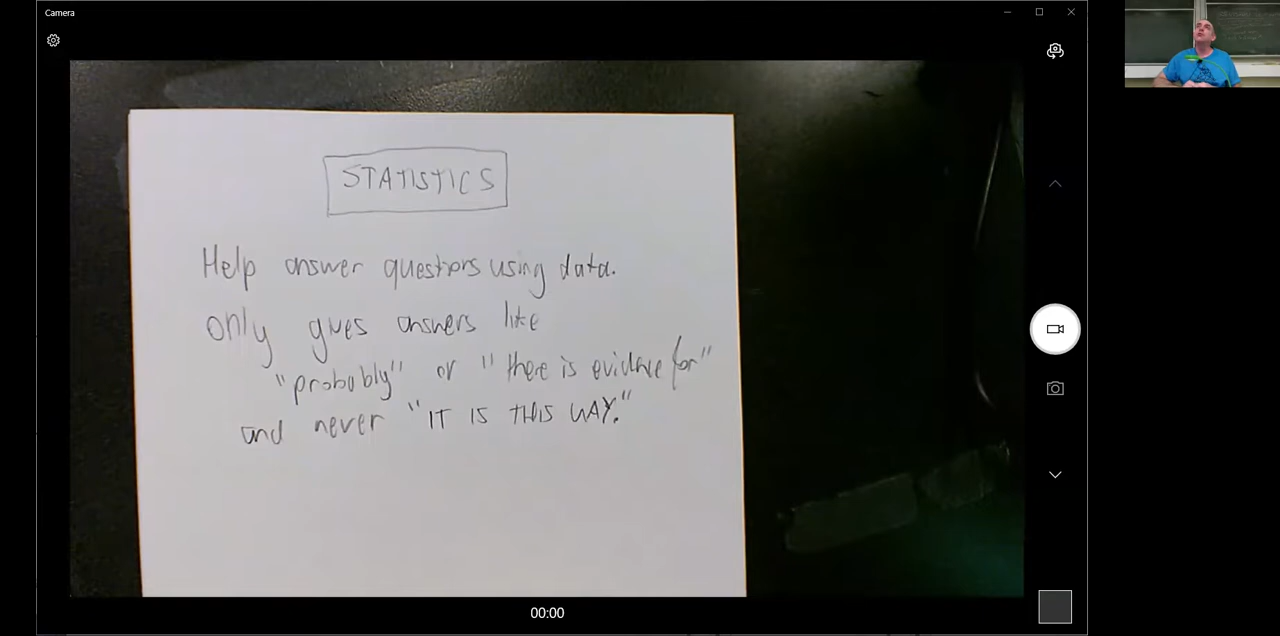 Camera
STATISTICS
Help answer questions using data.
only gives answers like
"probably" or "there is evidence for"
and never "IT IS THIS WAY."
00:00